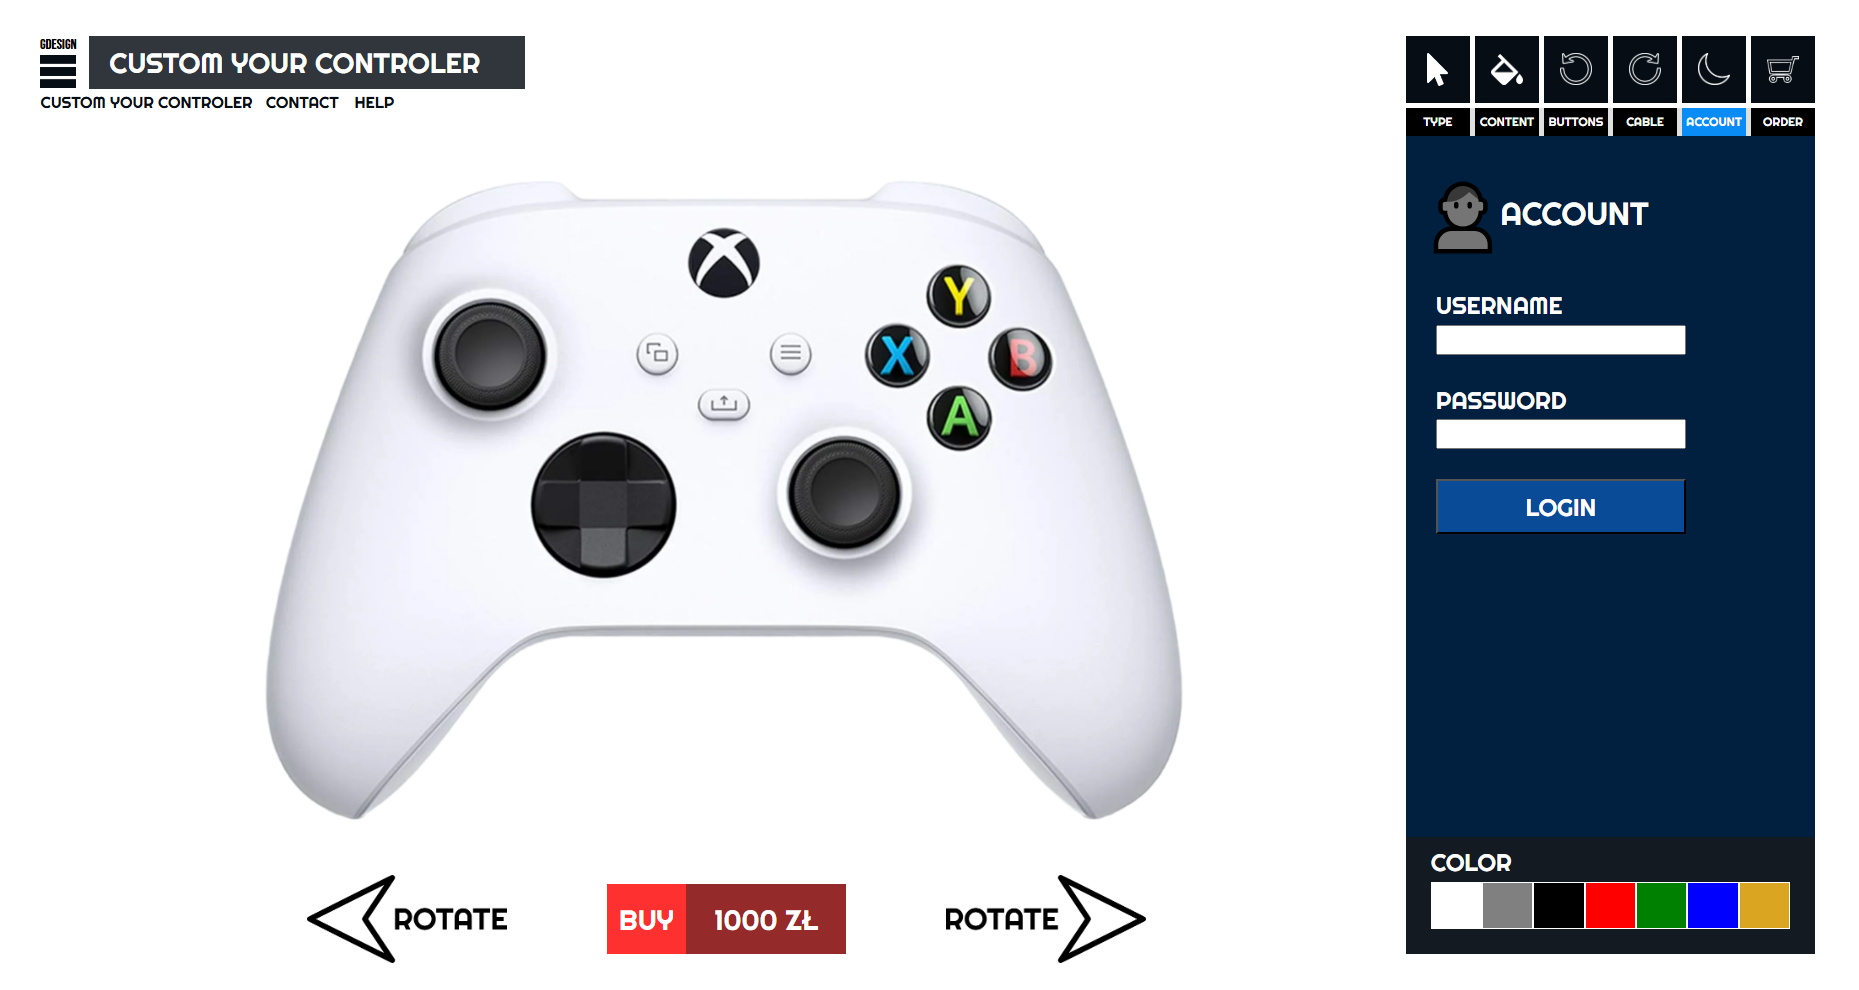 GDESIGN
CUSTOM YOUR CONTROLER
CUSTOM YOUR CONTROLER CONTACT HELP
TYPE CONTENT BUTTONS CABLE ACCOUNT ORDER
ACCOUNT
USERNAME
PASSWORD
LOGIN
Y
X
B
A
ROTATE
BUY 1000 ZŁ
ROTATE
COLOR